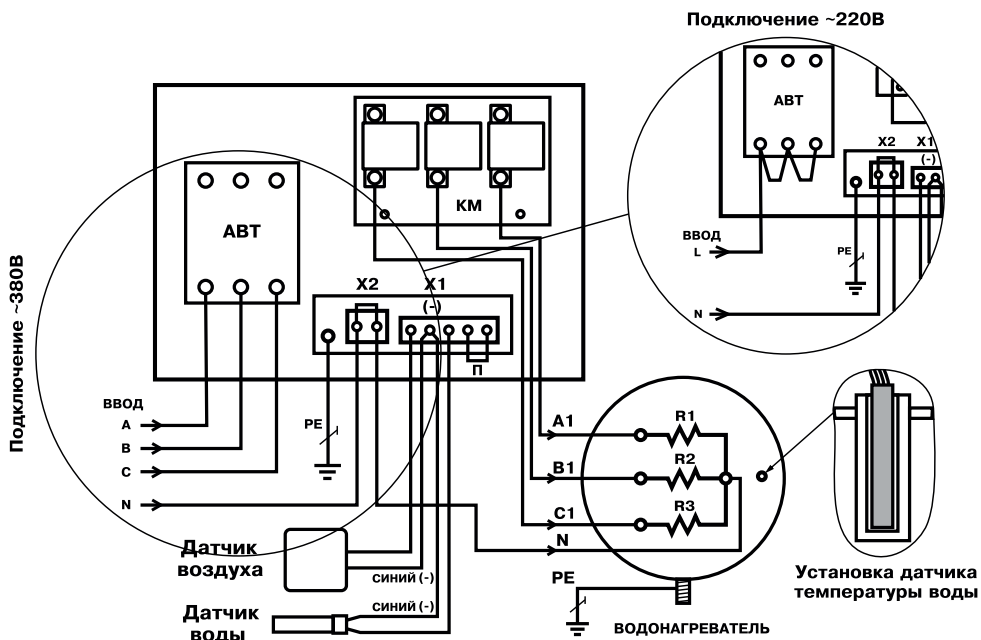 Подключение ~220В
АВТ
X2
X1
(-)
ВВОД
L
PE
N
КМ
АВТ
X2
X1
(-)
П
Подключение ~380В
ВВОД
A
B
C
N
PE
A1
B1
C1
N
PE
R1
R2
R3
Датчик
воздуха
синий (-)
Датчик
воды
синий (-)
ВОДОНАГРЕВАТЕЛЬ
Установка датчика
температуры воды